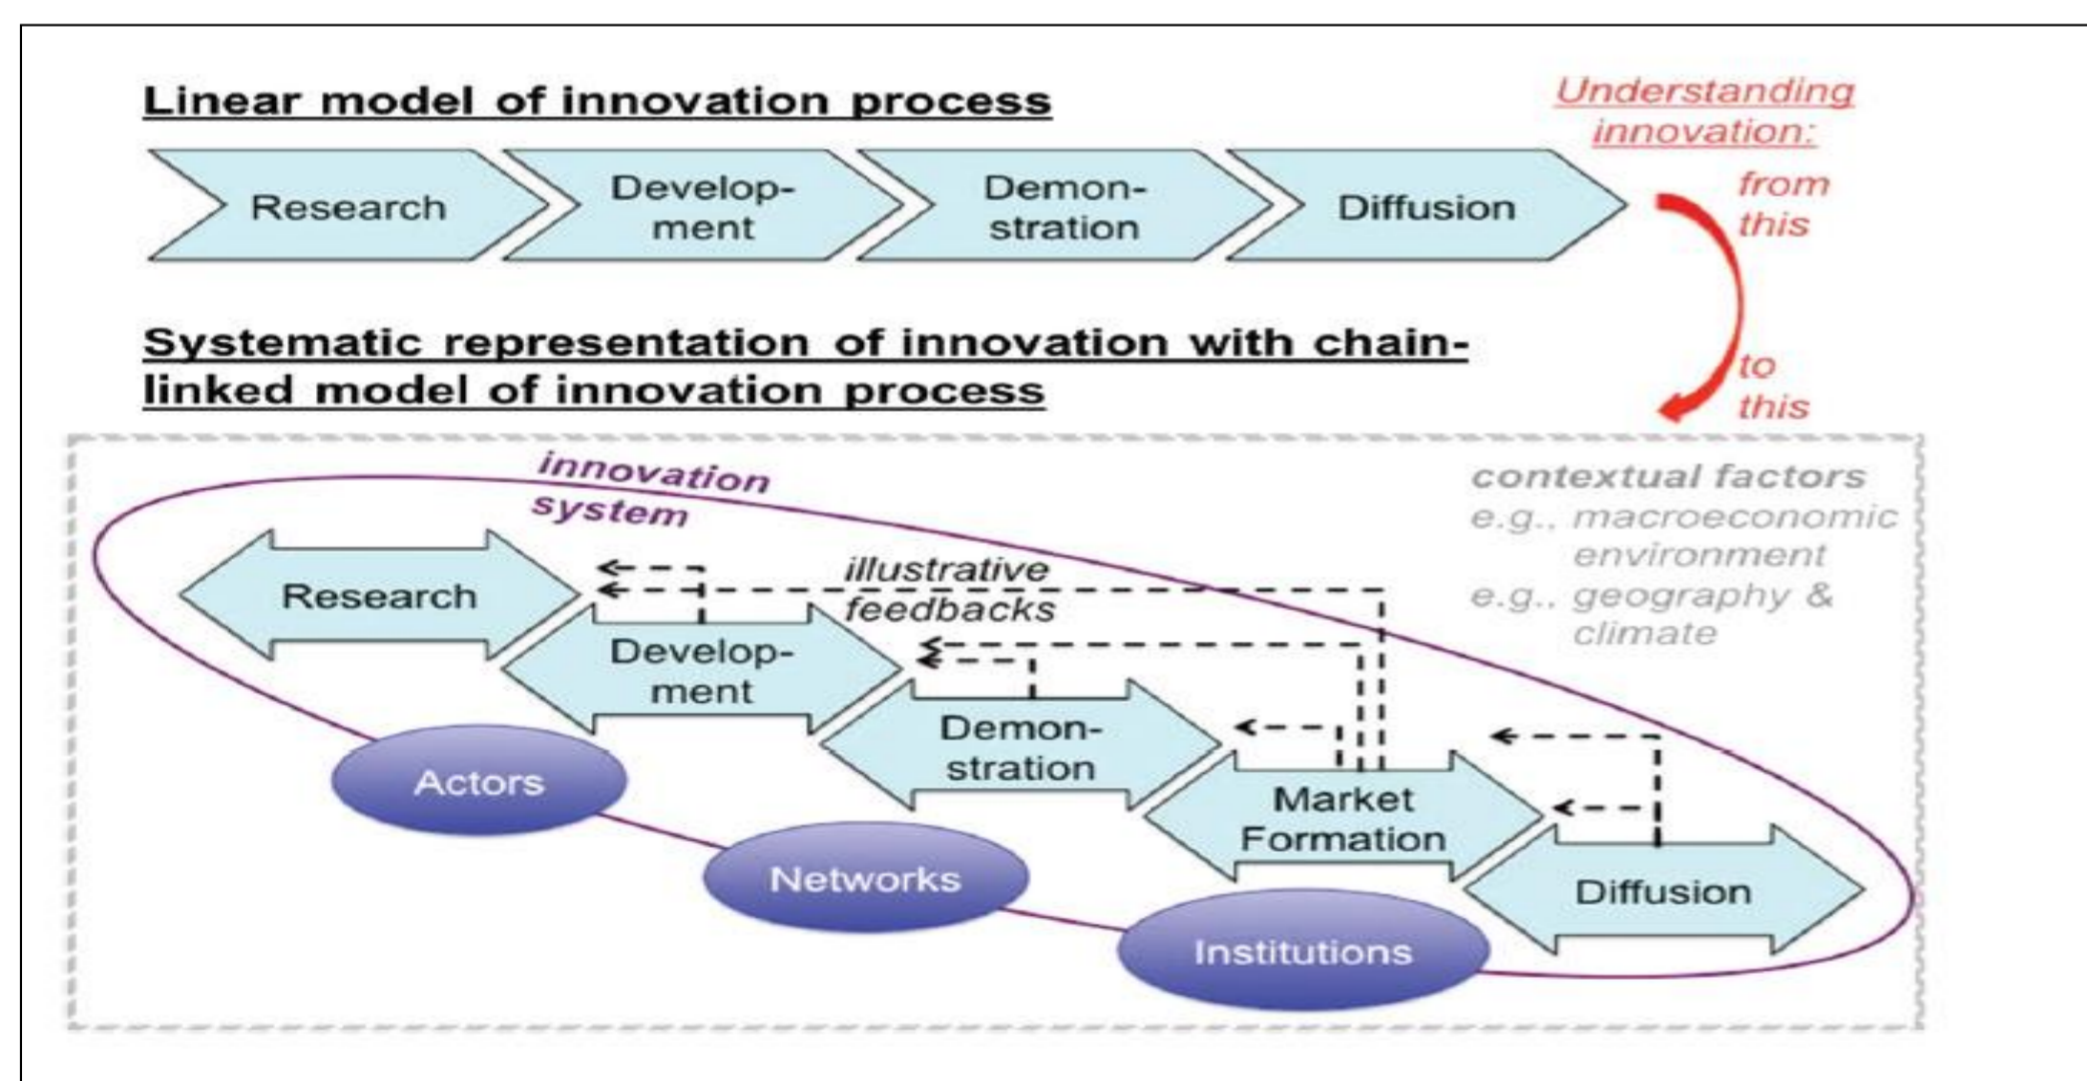 Linear model of innovation process
Understanding
innovation:
from
this
Research
Develop-
ment
Demon-
stration
Diffusion
to
this
Systematic representation of innovation with chain-
linked model of innovation process
innovation
system
contextual factors
e.g., macroeconomic
environment
e.g., geography &
climate
illustrative
feedbacks
Research
Develop-
ment
Demon-
stration
Market
Formation
Diffusion
Actors
Networks
Institutions